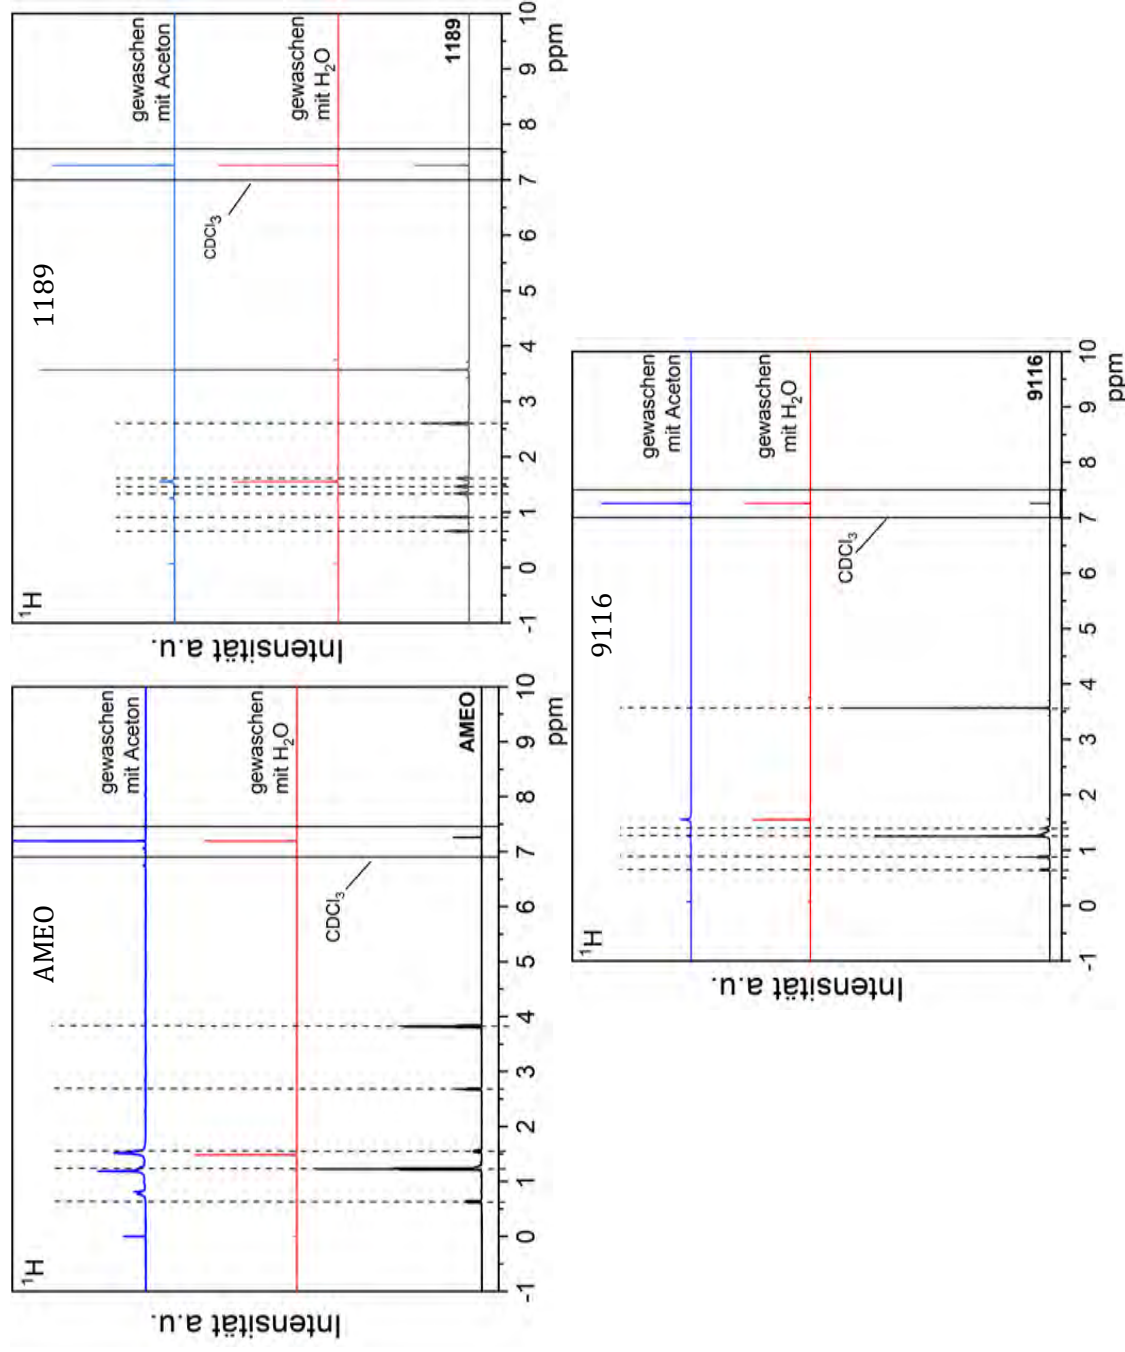 ¹H
AMEO
gewaschen
mit Aceton
gewaschen
mit H₂O
CDCl₃
AMEO
-1 0 1 2 3 4 5 6 7 8 9 10
ppm
Intensität a.u.
¹H
1189
gewaschen
mit Aceton
gewaschen
mit H₂O
CDCl₃
1189
-1 0 1 2 3 4 5 6 7 8 9 10
ppm
Intensität a.u.
¹H
9116
gewaschen
mit Aceton
gewaschen
mit H₂O
CDCl₃
9116
-1 0 1 2 3 4 5 6 7 8 9 10
ppm
Intensität a.u.